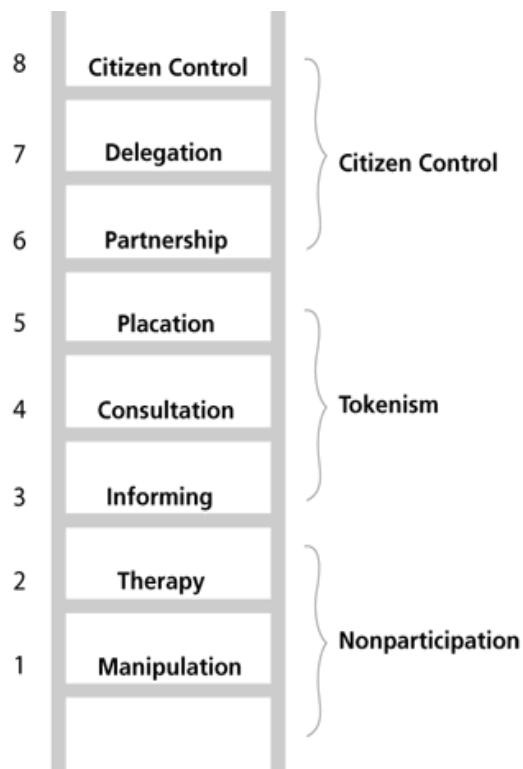 8 Citizen Control
7 Delegation
Citizen Control
6 Partnership
5 Placation
4 Consultation
Tokenism
3 Informing
2 Therapy
Nonparticipation
1 Manipulation